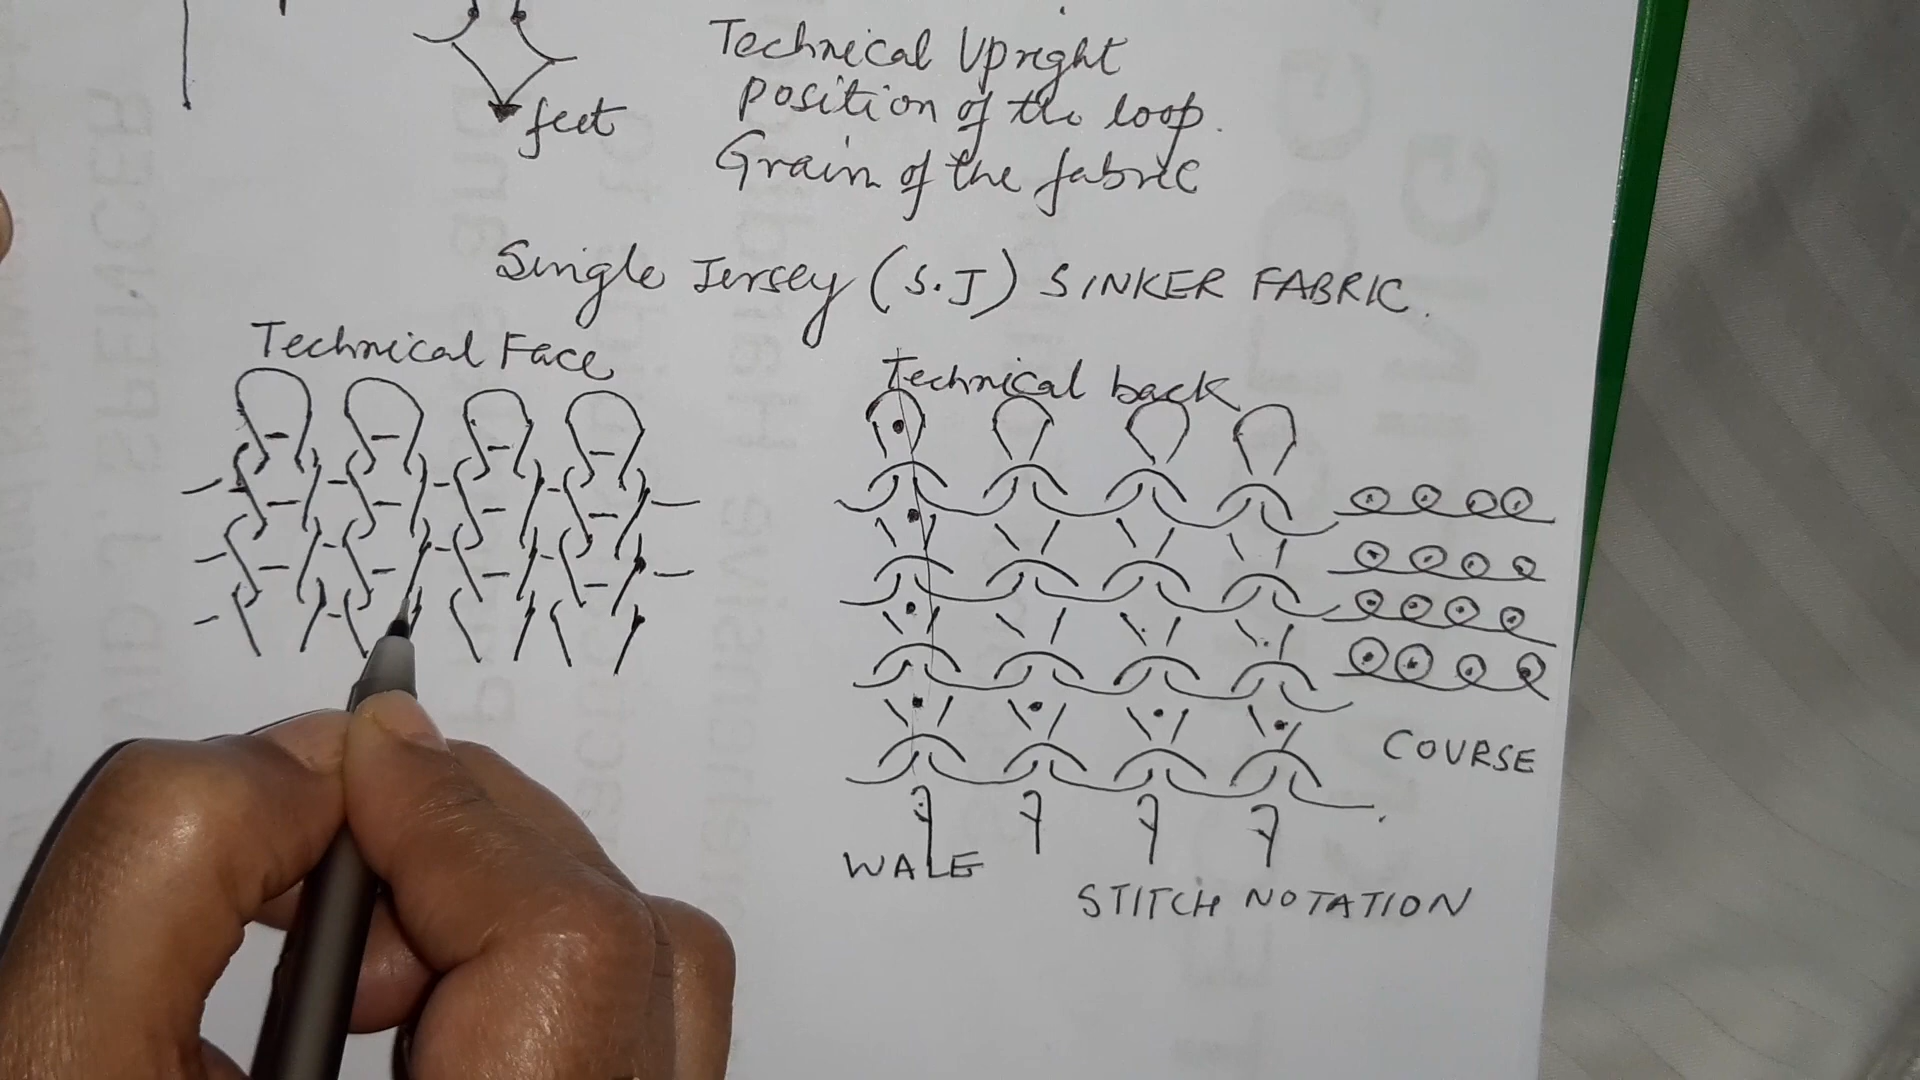 Technical Upright
position of the loop.
feet
Grain of the fabric
Single Jersey (S.J) SINKER FABRIC.
Technical Face
Technical back
COURSE
WALE
STITCH NOTATION